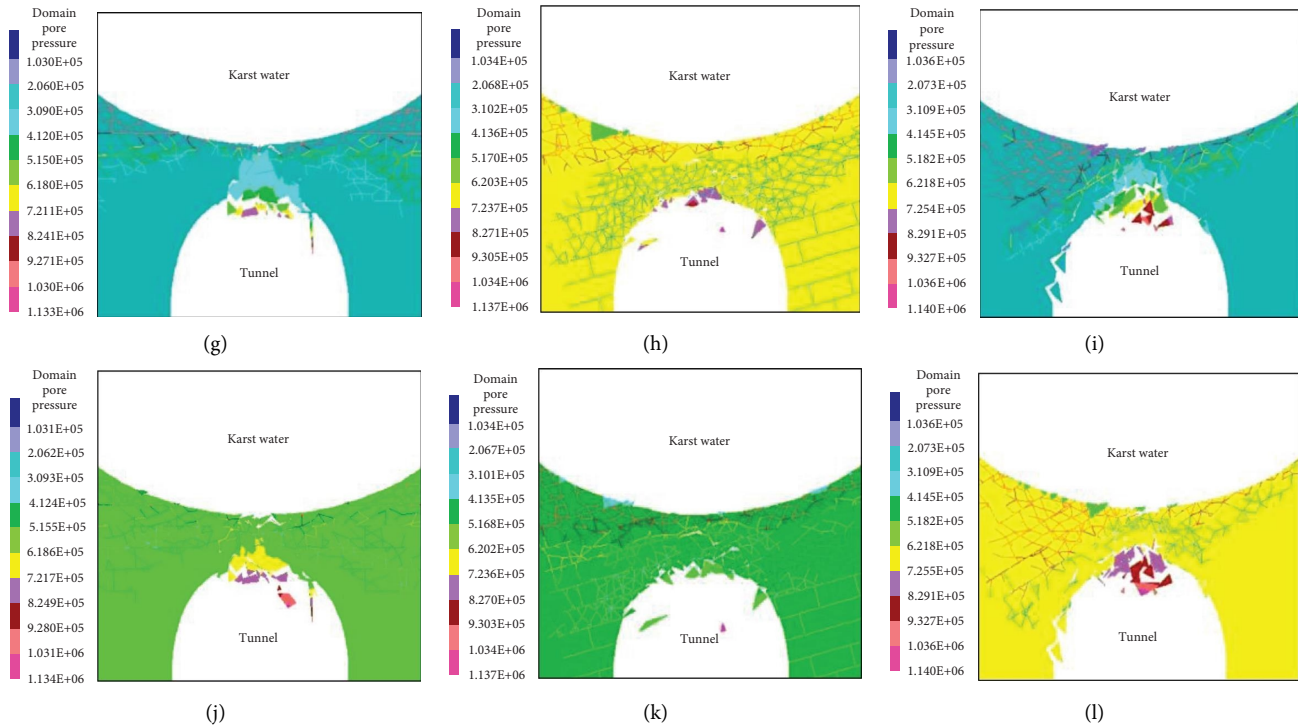 Domain
pore
pressure
1.030E+05
2.060E+05
3.090E+05
4.120E+05
5.150E+05
6.180E+05
7.211E+05
8.241E+05
9.271E+05
1.030E+06
1.133E+06
Karst water
Tunnel
(g)
Domain
pore
pressure
1.034E+05
2.068E+05
3.102E+05
4.136E+05
5.170E+05
6.203E+05
7.237E+05
8.271E+05
9.305E+05
1.034E+06
1.137E+06
Karst water
Tunnel
(h)
Domain
pore
pressure
1.036E+05
2.073E+05
3.109E+05
4.145E+05
5.182E+05
6.218E+05
7.254E+05
8.291E+05
9.327E+05
1.036E+06
1.140E+06
Karst water
Tunnel
(i)
Domain
pore
pressure
1.031E+05
2.062E+05
3.093E+05
4.124E+05
5.155E+05
6.186E+05
7.217E+05
8.249E+05
9.280E+05
1.031E+06
1.134E+06
Karst water
Tunnel
(j)
Domain
pore
pressure
1.034E+05
2.067E+05
3.101E+05
4.135E+05
5.168E+05
6.202E+05
7.236E+05
8.270E+05
9.303E+05
1.034E+06
1.137E+06
Karst water
Tunnel
(k)
Domain
pore
pressure
1.036E+05
2.073E+05
3.109E+05
4.145E+05
5.182E+05
6.218E+05
7.255E+05
8.291E+05
9.327E+05
1.036E+06
1.140E+06
Karst water
Tunnel
(l)